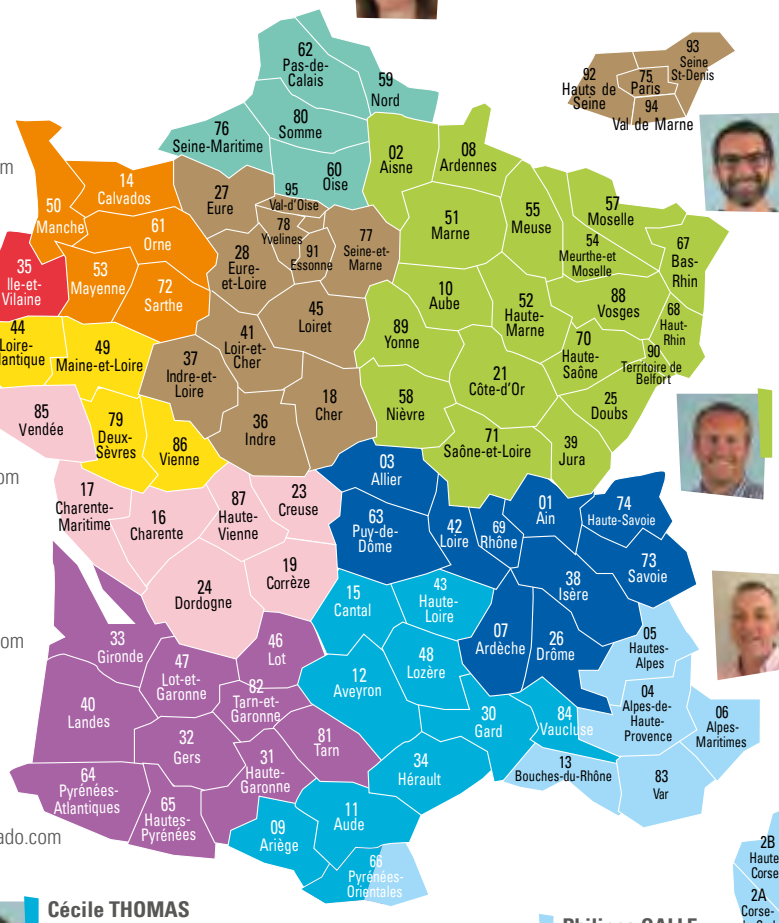 62
Pas-de-
Calais
59
Nord
80
Somme
76
Seine-Maritime
60
Oise
02
Aisne
08
Ardennes
93
Seine
St-Denis
92
Hauts de
Seine
75
Paris
94
Val de Marne
14
Calvados
50
Manche
61
Orne
27
Eure
95
Val-d'Oise
78
Yvelines
91
Essonne
77
Seine-et-
Marne
51
Marne
55
Meuse
57
Moselle
54
Meurthe-et
Moselle
67
Bas-
Rhin
35
Ile-et-
Vilaine
53
Mayenne
72
Sarthe
28
Eure-
et-Loire
45
Loiret
10
Aube
52
Haute-
Marne
88
Vosges
68
Haut-
Rhin
44
Loire-
lantique
49
Maine-et-Loire
41
Loir-et-
Cher
89
Yonne
70
Haute-
Saône
90
Territoire de
Belfort
37
Indre-et-
Loire
18
Cher
58
Nièvre
21
Côte-d'Or
25
Doubs
85
Vendée
79
Deux-
Sèvres
86
Vienne
36
Indre
71
Saône-et-Loire
39
Jura
03
Allier
17
Charente-
Maritime
16
Charente
87
Haute-
Vienne
23
Creuse
63
Puy-de-
Dôme
42
Loire
69
Rhône
01
Ain
74
Haute-Savoie
73
Savoie
24
Dordogne
19
Corrèze
15
Cantal
43
Haute-
Loire
38
Isère
07
Ardèche
26
Drôme
05
Hautes-
Alpes
33
Gironde
47
Lot-et-
Garonne
46
Lot
82
Tarn-et-
Garonne
12
Aveyron
48
Lozère
04
Alpes-de-
Haute-
Provence
06
Alpes-
Maritimes
40
Landes
32
Gers
31
Haute-
Garonne
81
Tarn
30
Gard
84
Vaucluse
34
Hérault
13
Bouches-du-Rhône
83
Var
64
Pyrénées-
Atlantiques
65
Hautes-
Pyrénées
09
Ariège
11
Aude
66
Pyrénées-
Orientales
2B
Haute
Corse
2A
Corse-
m
om
om
ado.com
Cécile THOMAS